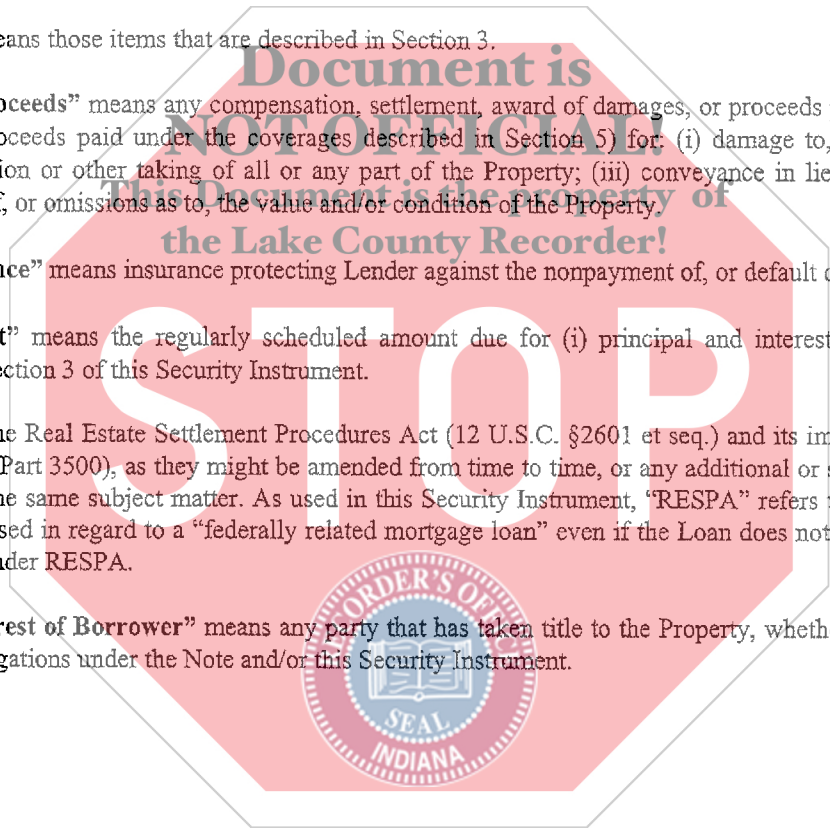 eans those items that are described in Section 3.
Document is
oceeds” means any compensation, settlement, award of damages, or proceeds
NOT OFFICIAL!
oceeds paid under the coverages described in Section 5) for: (i) damage to,
ion or other taking of all or any part of the Property; (iii) conveyance in lie
This Document is the property of
, or omissions as to, the value and/or condition of the Property.
the Lake County Recorder!
nce” means insurance protecting Lender against the nonpayment of, or default
t” means the regularly scheduled amount due for (i) principal and interest
ection 3 of this Security Instrument.
STOP
he Real Estate Settlement Procedures Act (12 U.S.C. §2601 et seq.) and its im
Part 3500), as they might be amended from time to time, or any additional or
he same subject matter. As used in this Security Instrument, “RESPA” refers
sed in regard to a “federally related mortgage loan” even if the Loan does not
nder RESPA.
RECORDER'S OFFICE
rest of Borrower” means any party that has taken title to the Property, wheth
gations under the Note and/or this Security Instrument.
SEAL
INDIANA